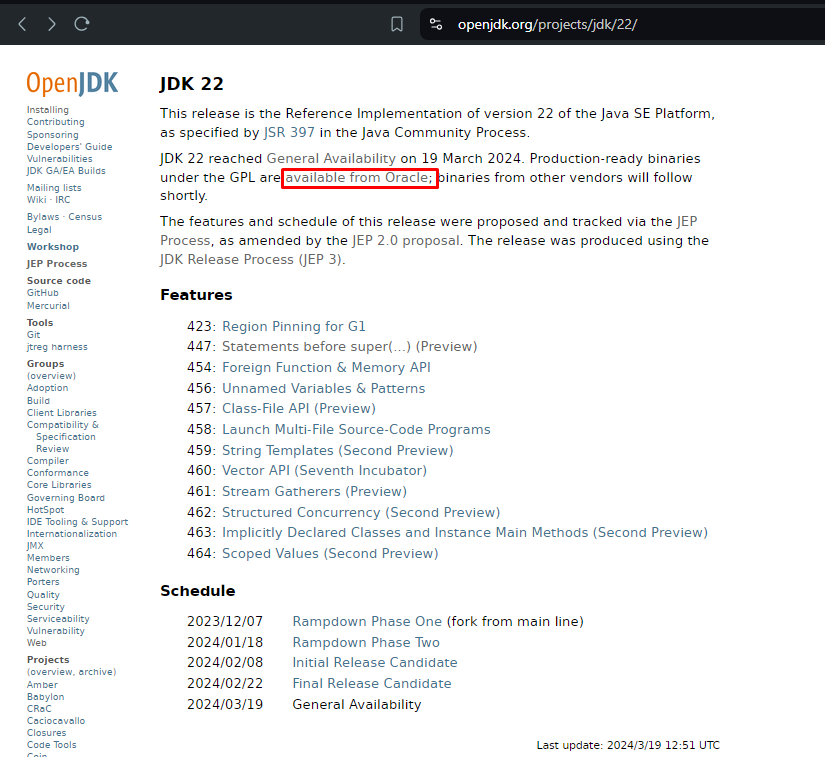 openjdk.org/projects/jdk/22/
OpenJDK
Installing
Contributing
Sponsoring
Developers' Guide
Vulnerabilities
JDK GA/EA Builds
Mailing lists
Wiki · IRC
Bylaws · Census
Legal
Workshop
JEP Process
Source code
GitHub
Mercurial
Tools
Git
jtreg harness
Groups
(overview)
Adoption
Build
Client Libraries
Compatibility &
Specification
Review
Compiler
Conformance
Core Libraries
Governing Board
HotSpot
IDE Tooling & Support
Internationalization
JMX
Members
Networking
Porters
Quality
Security
Serviceability
Vulnerability
Web
Projects
(overview, archive)
Amber
Babylon
CRaC
Caciocavallo
Closures
Code Tools
Coin
JDK 22
This release is the Reference Implementation of version 22 of the Java SE Platform,
as specified by JSR 397 in the Java Community Process.
JDK 22 reached General Availability on 19 March 2024. Production-ready binaries
under the GPL are available from Oracle; binaries from other vendors will follow
shortly.
The features and schedule of this release were proposed and tracked via the JEP
Process, as amended by the JEP 2.0 proposal. The release was produced using the
JDK Release Process (JEP 3).
Features
423: Region Pinning for G1
447: Statements before super(...) (Preview)
454: Foreign Function & Memory API
456: Unnamed Variables & Patterns
457: Class-File API (Preview)
458: Launch Multi-File Source-Code Programs
459: String Templates (Second Preview)
460: Vector API (Seventh Incubator)
461: Stream Gatherers (Preview)
462: Structured Concurrency (Second Preview)
463: Implicitly Declared Classes and Instance Main Methods (Second Preview)
464: Scoped Values (Second Preview)
Schedule
2023/12/07 Rampdown Phase One (fork from main line)
2024/01/18 Rampdown Phase Two
2024/02/08 Initial Release Candidate
2024/02/22 Final Release Candidate
2024/03/19 General Availability
Last update: 2024/3/19 12:51 UTC